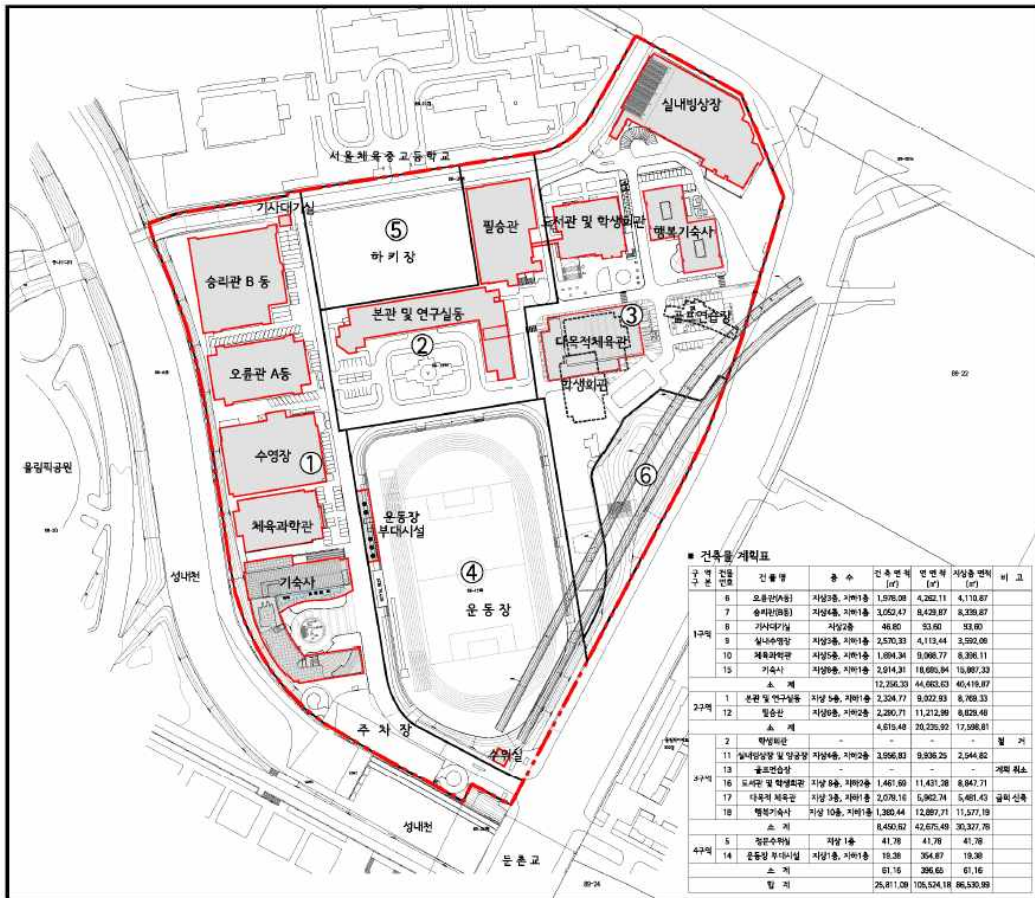 실내빙상장
서울체육중고등학교
기사대기실
필승관
도서관 및 학생회관
행복기숙사
⑤
하 키 장
승리관 B 동
본관 및 연구실동
③
골프연습장
다목적체육관
②
오륜관 A동
학생회관
89-22
수영장
①
올림픽공원
⑥
운동장
부대시설
체육과학관
성내천
기숙사
④
운 동 장
주 차 장
수위실
성내천
둔 촌 교
89-24
■ 건축물 계획표
구 역 구 분 건물 번호 건 물 명 층 수 건 축 면 적 (㎡) 연 면 적 (㎡) 지상층 면적 (㎡) 비 고
1구역 6 오륜관(A동) 지상3층, 지하1층 1,978.08 4,262.11 4,110.87
7 승리관(B동) 지상4층, 지하1층 3,052.47 8,429.87 8,339.87
8 기사대기실 지상2층 46.80 93.60 93.60
9 실내수영장 지상3층, 지하1층 2,570.33 4,113.44 3,592.09
10 체육과학관 지상5층, 지하1층 1,694.34 9,068.77 8,396.11
15 기숙사 지상8층, 지하1층 2,914.31 18,695.84 15,887.33
소 계 12,256.33 44,663.63 40,419.87
2구역 1 본관 및 연구실동 지상 5층, 지하1층 2,324.77 9,022.93 8,769.33
12 필승관 지상6층, 지하2층 2,290.71 11,212.99 8,829.48
소 계 4,615.48 20,235.92 17,598.81
3구역 2 학생회관 - - - - 철 거
11 실내빙상장 및 양궁장 지상4층, 지하2층 3,956.83 9,936.25 2,544.82
13 골프연습장 - - - 계획 취소
16 도서관 및 학생회관 지상 8층, 지하2층 1,461.69 11,431.28 8,847.71
17 다목적 체육관 지상 3층, 지하1층 2,079.16 5,962.74 5,481.43 금회 신축
18 행복기숙사 지상 10층, 지하1층 1,380.44 12,897.71 11,577.19
소 계 8,450.62 42,675.49 30,327.78
4구역 5 정문수위실 지상 1층 41.78 41.78 41.78
14 운동장 부대시설 지상1층, 지하1층 19.38 354.87 19.38
소 계 61.16 396.65 61.16
합 계 25,811.09 105,524.18 86,530.99